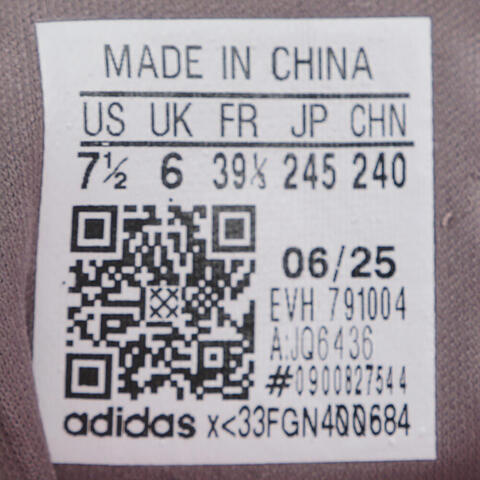 MADE IN CHINA
US UK FR JP CHN
7½ 6 39⅓ 245 240
06/25
EVH 791004
A:JQ6436
#0900827544
adidas x<33FGN400684